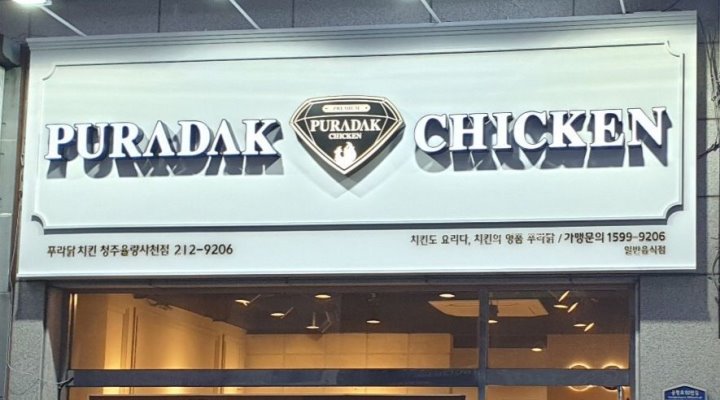 PURADAK CHICKEN
PREMIUM
PURADAK
CHICKEN
푸라닭 치킨 청주율량사천점 212-9206
치킨도 요리다, 치킨의 명품 푸라닭 / 가맹문의 1599-9206
일반음식점